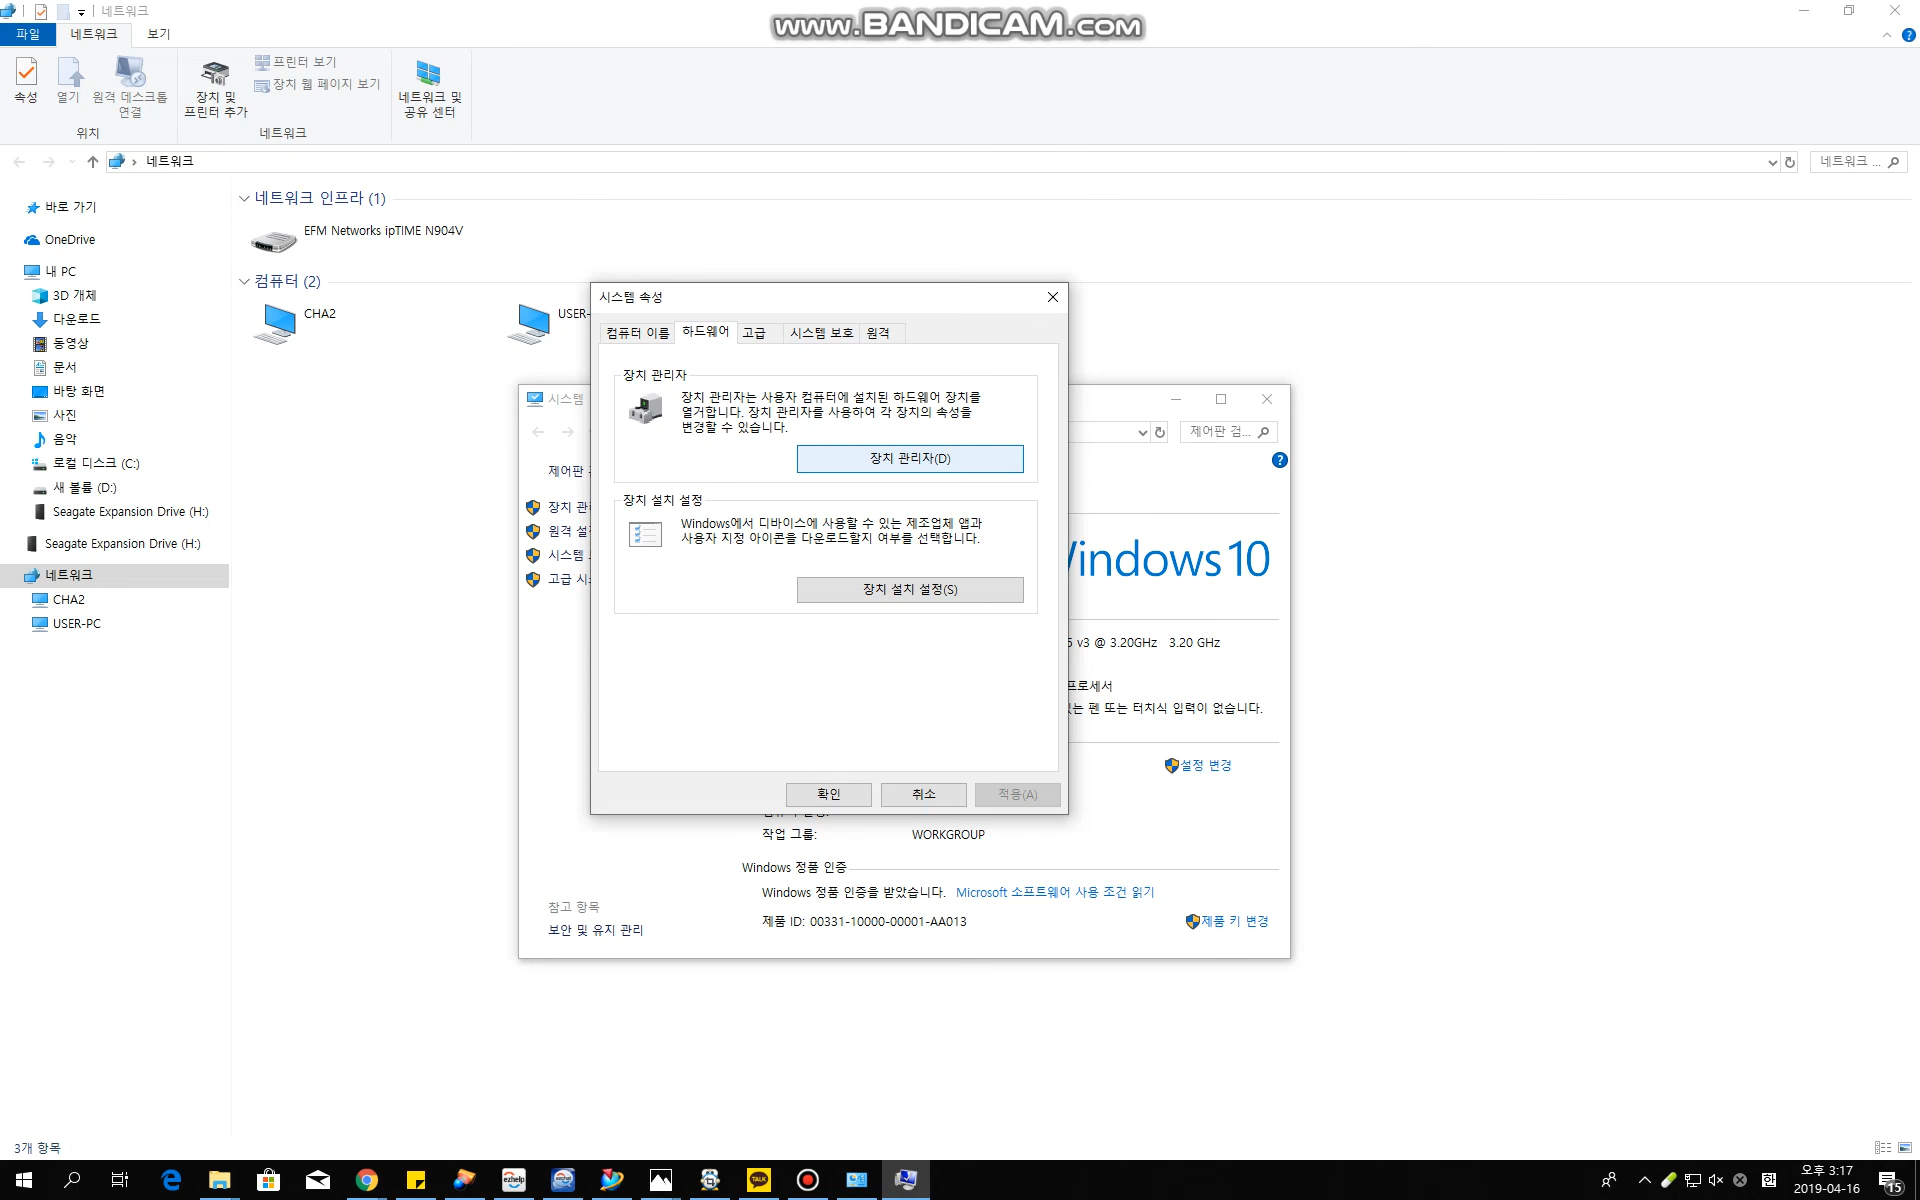 네트워크
www.BANDICAM.com
파일
네트워크
보기
속성
열기
원격 데스크톱
연결
장치 및
프린터 추가
프린터 보기
장치 웹 페이지 보기
네트워크 및
공유 센터
위치
네트워크
네트워크
네트워크 ...
바로 가기
OneDrive
내 PC
3D 개체
다운로드
동영상
문서
바탕 화면
사진
음악
로컬 디스크 (C:)
새 볼륨 (D:)
Seagate Expansion Drive (H:)
Seagate Expansion Drive (H:)
네트워크
CHA2
USER-PC
네트워크 인프라 (1)
EFM Networks ipTIME N904V
컴퓨터 (2)
CHA2
USER-
시스템 속성
컴퓨터 이름
하드웨어
고급
시스템 보호
원격
장치 관리자
장치 관리자는 사용자 컴퓨터에 설치된 하드웨어 장치를
열거합니다. 장치 관리자를 사용하여 각 장치의 속성을
변경할 수 있습니다.
장치 관리자(D)
장치 설치 설정
Windows에서 디바이스에 사용할 수 있는 제조업체 앱과
사용자 지정 아이콘을 다운로드할지 여부를 선택합니다.
장치 설치 설정(S)
확인
취소
적용(A)
시스템
제어판 검...
제어판
장치 관
원격 설
시스템
고급 시
Windows 10
v3 @ 3.20GHz 3.20 GHz
프로세서
있는 펜 또는 터치식 입력이 없습니다.
설정 변경
작업 그룹:
WORKGROUP
Windows 정품 인증
Windows 정품 인증을 받았습니다. Microsoft 소프트웨어 사용 조건 읽기
제품 ID: 00331-10000-00001-AA013
제품 키 변경
참고 항목
보안 및 유지 관리
3개 항목
ezhelp
TALK
오후 3:17
2019-04-16
15